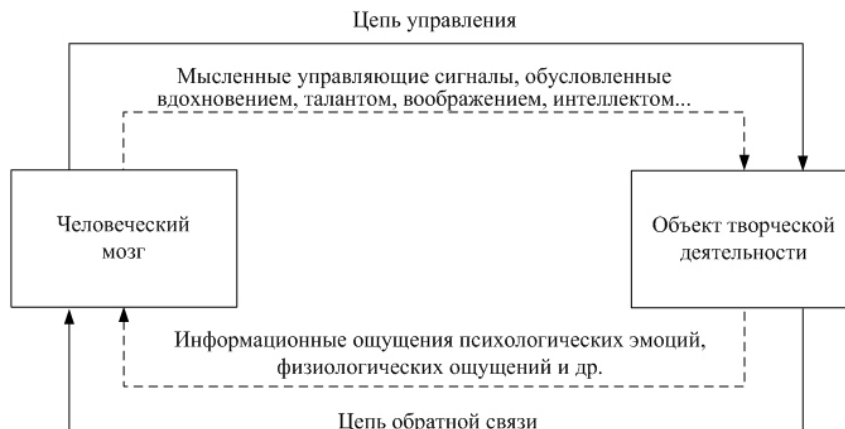 Цепь управления
Мысленные управляющие сигналы, обусловленные
вдохновением, талантом, воображением, интеллектом...
Человеческий
мозг
Объект творческой
деятельности
Информационные ощущения психологических эмоций,
физиологических ощущений и др.
Цепь обратной связи